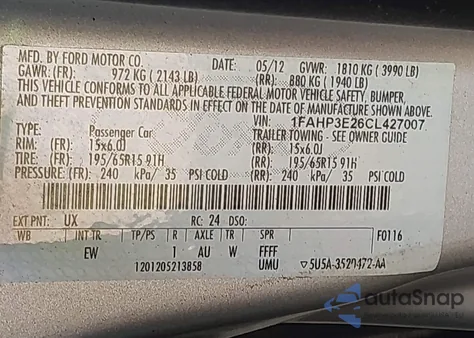 MFD. BY FORD MOTOR CO.
DATE: 05/12 GVWR: 1810 KG ( 3990 LB)
GAWR: (FR) 972 KG ( 2143 LB) (RR) 880 KG ( 1940 LB)
THIS VEHICLE CONFORMS TO ALL APPLICABLE FEDERAL MOTOR VEHICLE SAFETY, BUMPER,
AND THEFT PREVENTION STANDARDS IN EFFECT ON THE DATE OF MANUFACTURE SHOWN ABOVE.
VIN: 1FAHP3E26CL427007
TYPE: Passenger Car TRAILER TOWING - SEE OWNER GUIDE
RIM: (FR) 15x6.0J (RR) 15x6.0J
TIRE: (FR) 195/65R15 91H (RR) 195/65R15 91H
PRESSURE: (FR) 240 kPa/ 35 PSI COLD (RR) 240 kPa/ 35 PSI COLD
EXT PNT: UX RC: 24 DSO:
WB INT TR TP/PS R AXLE TR SPR F0116
EW 1 AU W FFFF
1201205213858 UMU 5U5A-3520472-AA
autoSnap